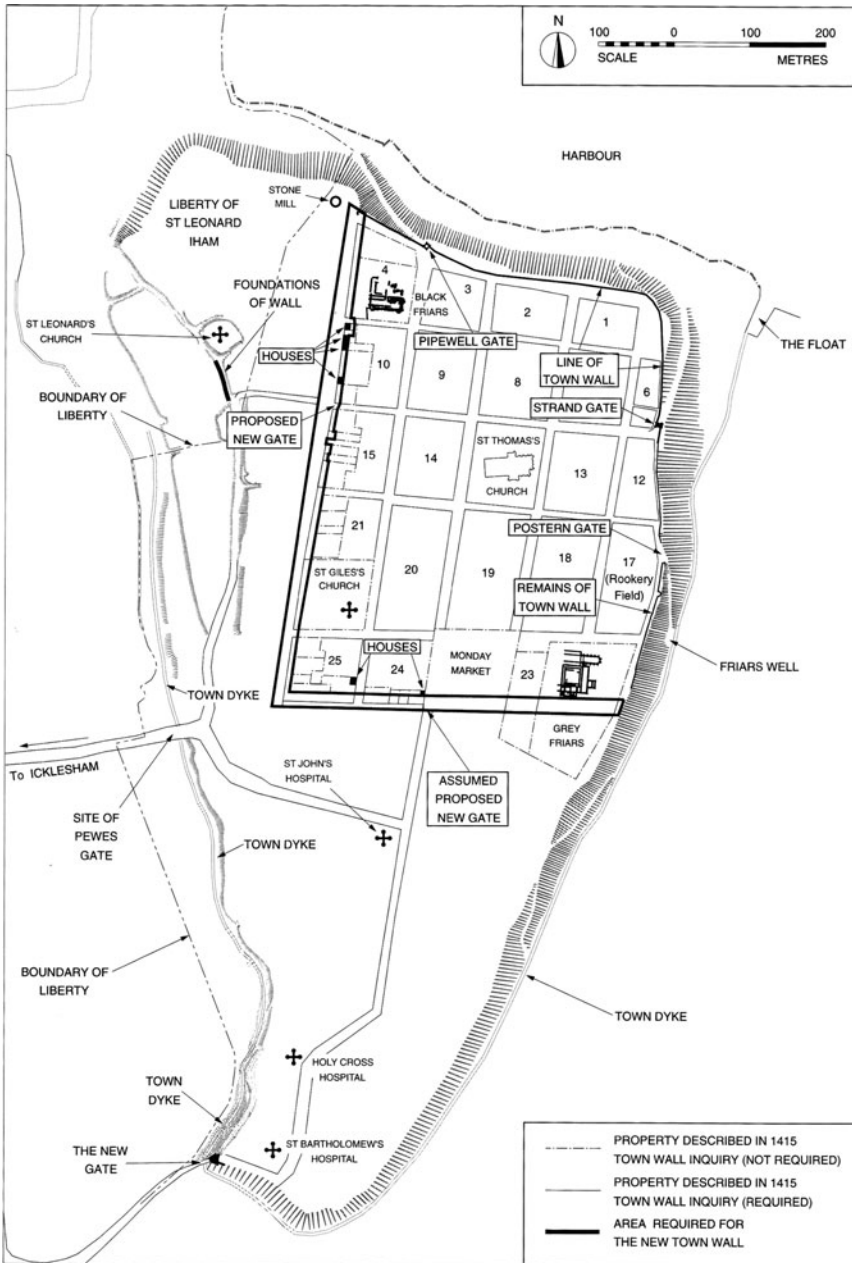 N
100
0
100
200
SCALE
METRES
HARBOUR
STONE
MILL
LIBERTY OF
ST LEONARD
IHAM
FOUNDATIONS
OF WALL
4
BLACK
FRIARS
3
2
1
ST LEONARD'S
CHURCH
HOUSES
PIPEWELL GATE
THE FLOAT
LINE OF
TOWN WALL
10
9
8
6
BOUNDARY OF
LIBERTY
PROPOSED
NEW GATE
STRAND GATE
15
14
ST THOMAS'S
CHURCH
13
12
POSTERN GATE
21
20
19
18
17
(Rookery
Field)
ST GILES'S
CHURCH
REMAINS OF
TOWN WALL
HOUSES
25
24
MONDAY
MARKET
23
FRIARS WELL
TOWN DYKE
GREY
FRIARS
To ICKLESHAM
ST JOHN'S
HOSPITAL
ASSUMED
PROPOSED
NEW GATE
SITE OF
PEWES
GATE
TOWN DYKE
BOUNDARY OF
LIBERTY
TOWN DYKE
HOLY CROSS
HOSPITAL
TOWN
DYKE
THE NEW
GATE
ST BARTHOLOMEW'S
HOSPITAL
PROPERTY DESCRIBED IN 1415
TOWN WALL INQUIRY (NOT REQUIRED)
PROPERTY DESCRIBED IN 1415
TOWN WALL INQUIRY (REQUIRED)
AREA REQUIRED FOR
THE NEW TOWN WALL